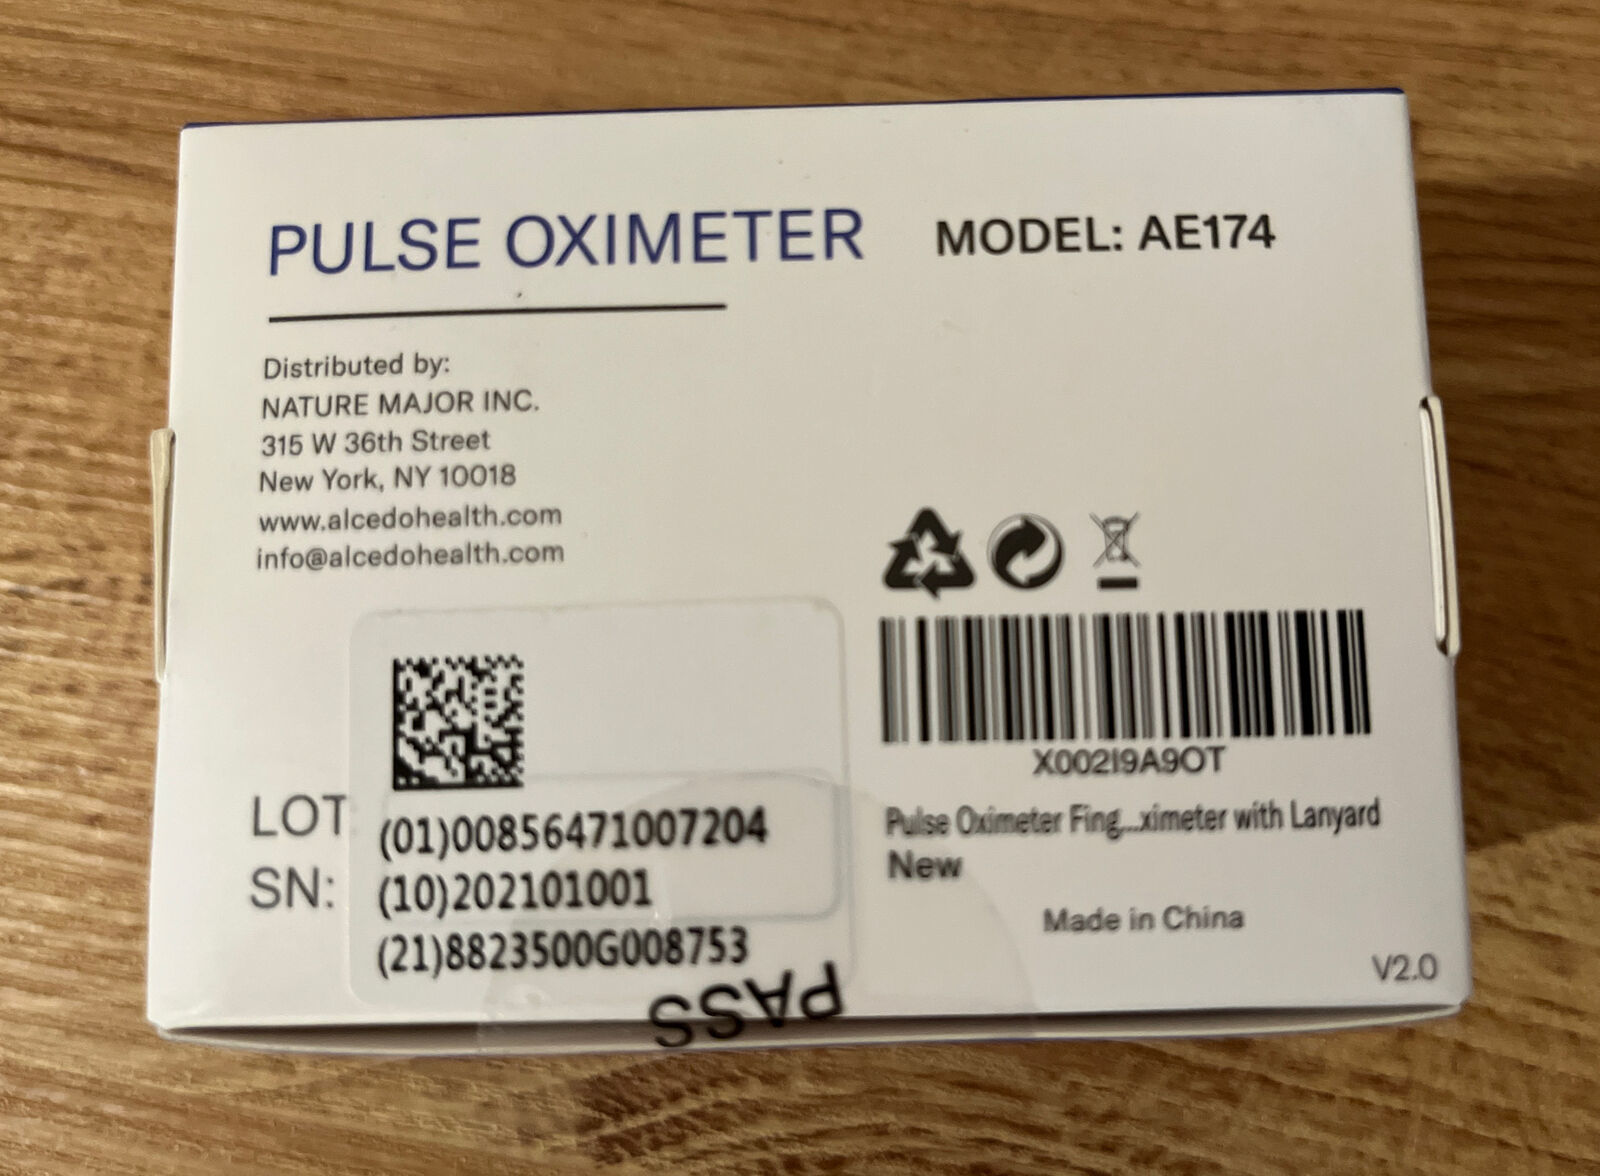 PULSE OXIMETER
MODEL: AE174
Distributed by:
NATURE MAJOR INC.
315 W 36th Street
New York, NY 10018
www.alcedohealth.com
info@alcedohealth.com
LOT
SN:
(01)00856471007204
(10)202101001
(21)8823500G008753
PASS
X002I9A9OT
Pulse Oximeter Fing...ximeter with Lanyard
New
Made in China
V2.0